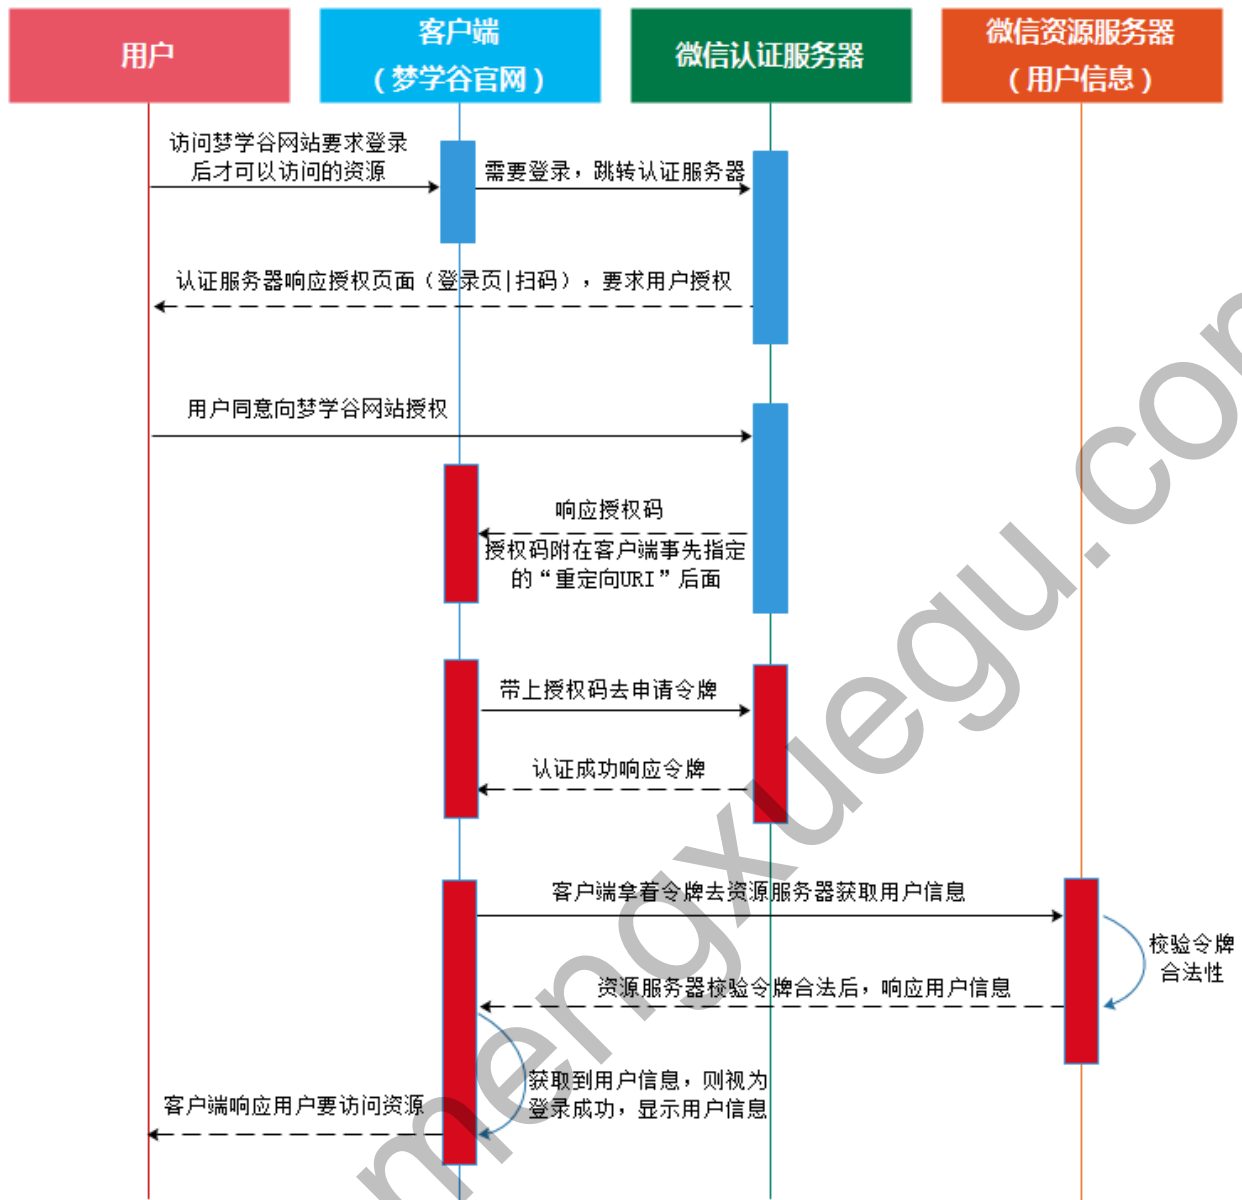 用户
客户端
（梦学谷官网）
微信认证服务器
微信资源服务器
（用户信息）
访问梦学谷网站要求登录
后才可以访问的资源
需要登录，跳转认证服务器
认证服务器响应授权页面（登录页|扫码），要求用户授权
用户同意向梦学谷网站授权
响应授权码
授权码附在客户端事先指定
的“重定向URI”后面
带上授权码去申请令牌
认证成功响应令牌
客户端拿着令牌去资源服务器获取用户信息
校验令牌
合法性
资源服务器校验令牌合法后，响应用户信息
获取到用户信息，则视为
登录成功，显示用户信息
客户端响应用户要访问资源
mengxuegu.com